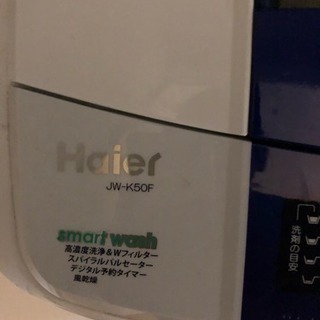 Haier
JW-K50F
smart wash
高濃度洗浄&Wフィルター
スパイラルパルセーター
デジタル予約タイマー
風乾燥
洗剤の目安